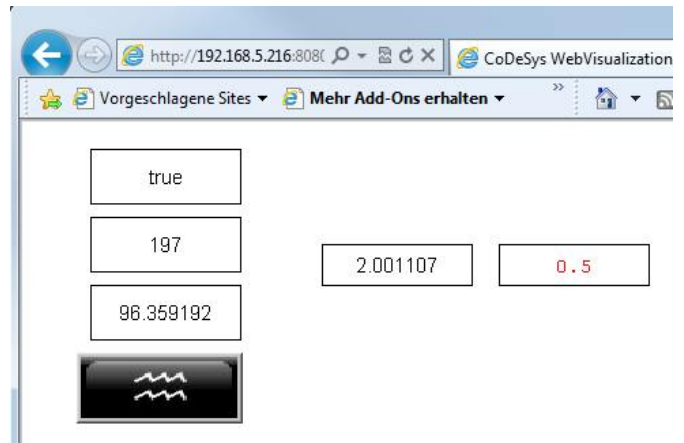 http://192.168.5.216:808
CoDeSys WebVisualization
Vorgeschlagene Sites
Mehr Add-Ons erhalten
true
197
2.001107
0.5
96.359192